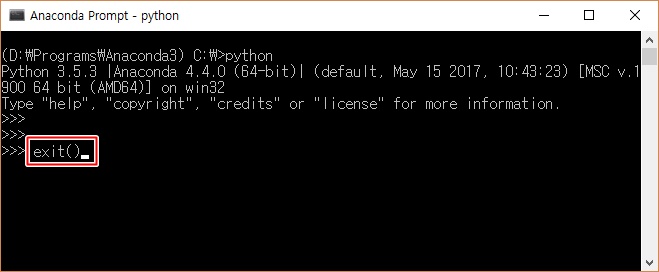 Anaconda Prompt - python
(D:₩Programs₩Anaconda3) C:₩>python
Python 3.5.3 |Anaconda 4.4.0 (64-bit)| (default, May 15 2017, 10:43:23) [MSC v.1
900 64 bit (AMD64)] on win32
Type "help", "copyright", "credits" or "license" for more information.
>>>
>>>
>>> exit()